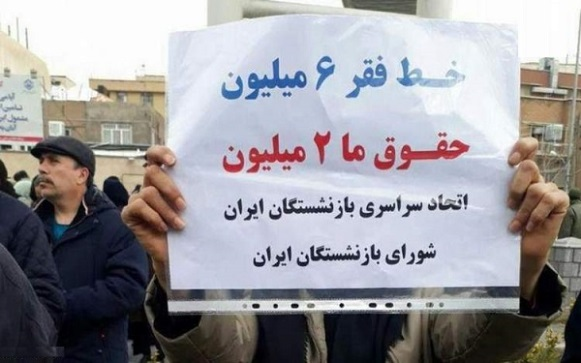 خط فقر ۶ میلیون
حقوق ما ۲ میلیون
اتحاد سراسری بازنشستگان ایران
شورای بازنشستگان ایران